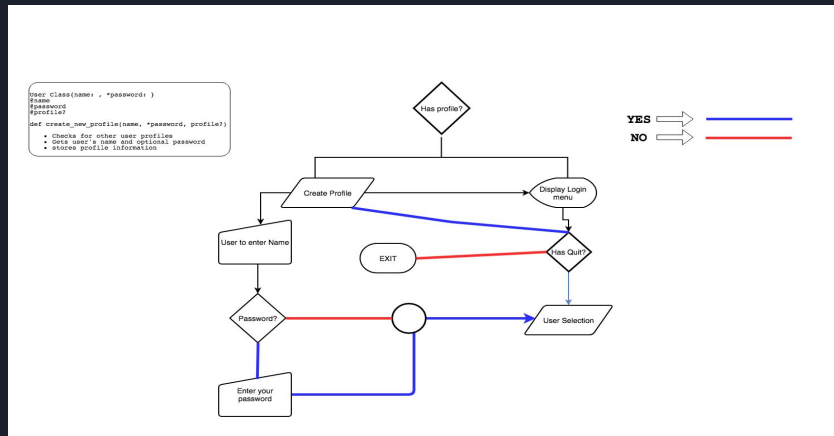 User Class(name: , *password: )
@name
@password
@profile?
def create_new_profile(name, *password, profile?)
• Checks for other user profiles
• Gets user's name and optional password
• stores profile information
Has profile?
YES
NO
Create Profile
Display Login
menu
User to enter Name
EXIT
Has Quit?
Password?
User Selection
Enter your
password